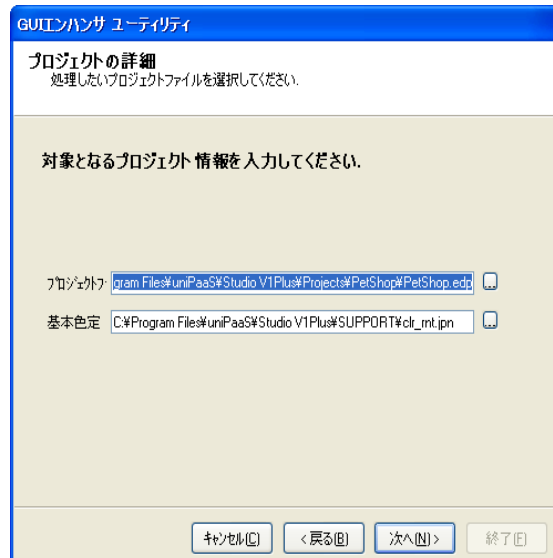 GUIエンハンサ ユーティリティ
プロジェクトの詳細
処理したいプロジェクトファイルを選択してください.
対象となるプロジェクト情報を入力してください.
プロジェクトフ gram Files¥uniPaaS¥Studio V1Plus¥Projects¥PetShop¥PetShop.edp ...
基本色定 C:¥Program Files¥uniPaaS¥Studio V1Plus¥SUPPORT¥clr_rnt.jpn ...
キャンセル(C) <戻る(B) 次へ(N)> 終了(E)